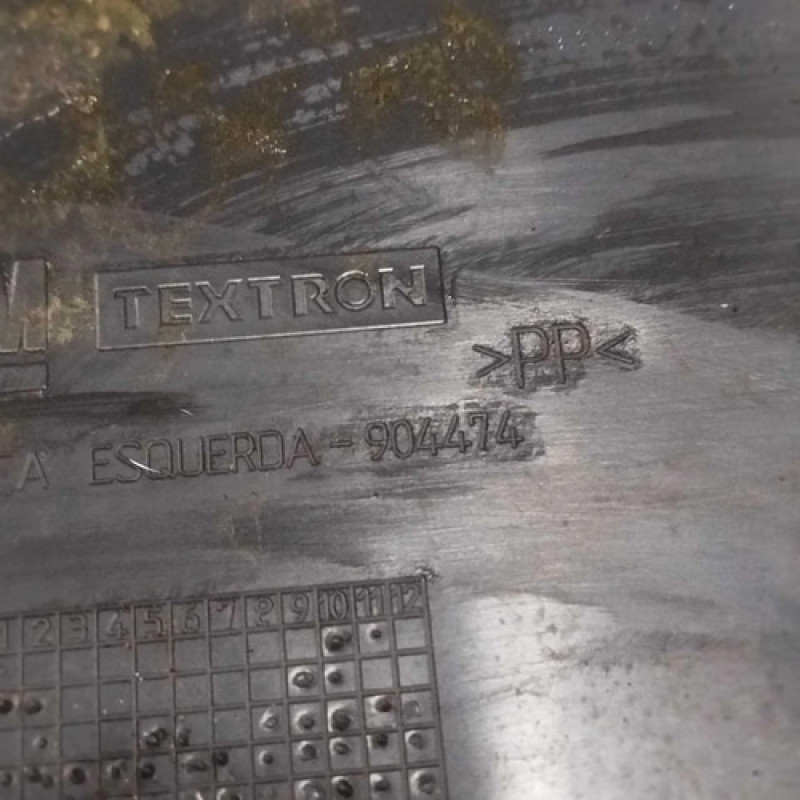 TEXTRON
>PP<
ESQUERDA - 904474
1 2 3 4 5 6 7 8 9 10 11 12